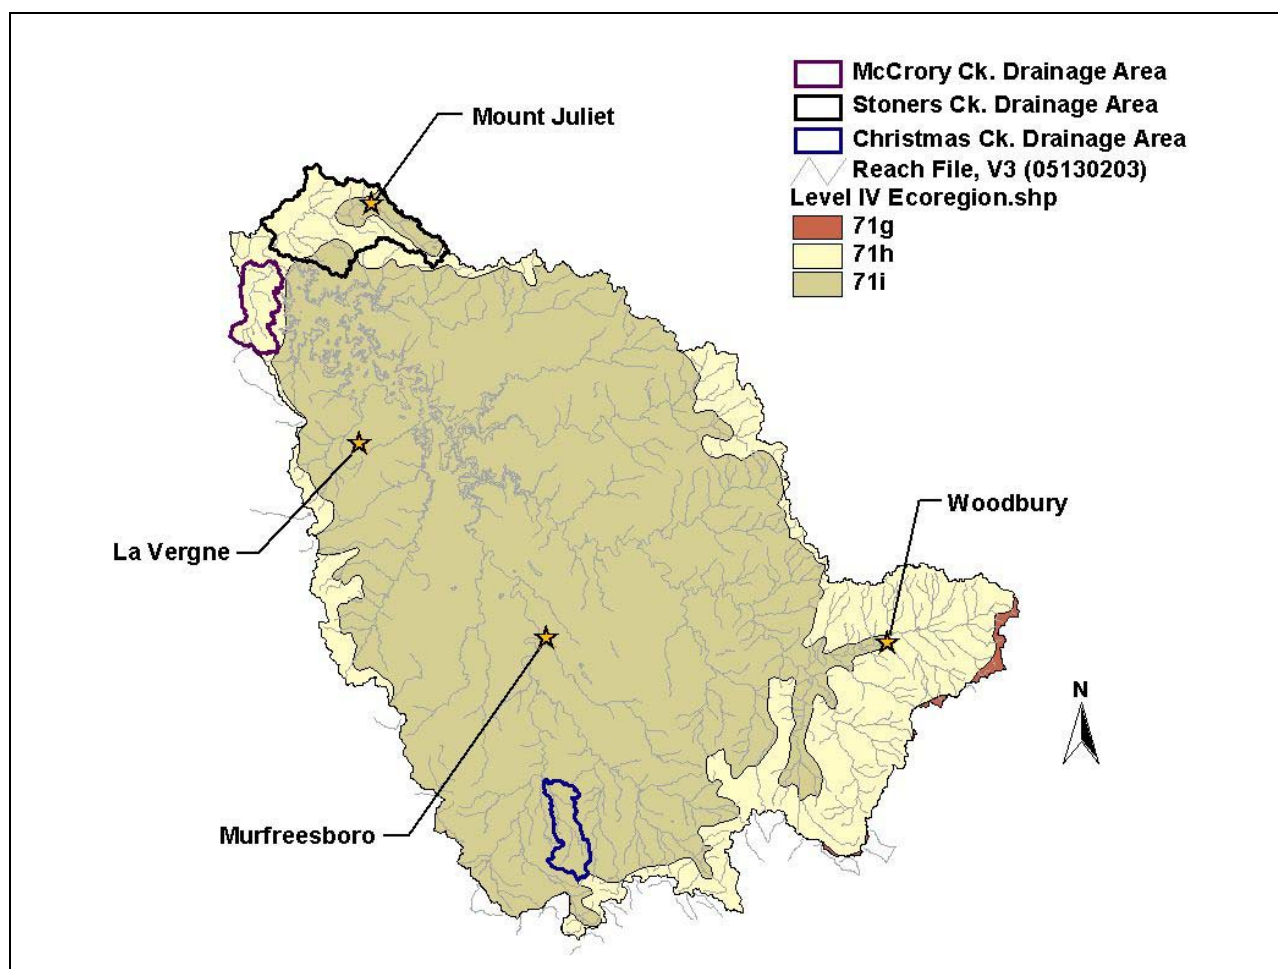 McCrory Ck. Drainage Area
Stoners Ck. Drainage Area
Christmas Ck. Drainage Area
Reach File, V3 (05130203)
Level IV Ecoregion.shp
71g
71h
71i
Mount Juliet
La Vergne
Woodbury
Murfreesboro
N